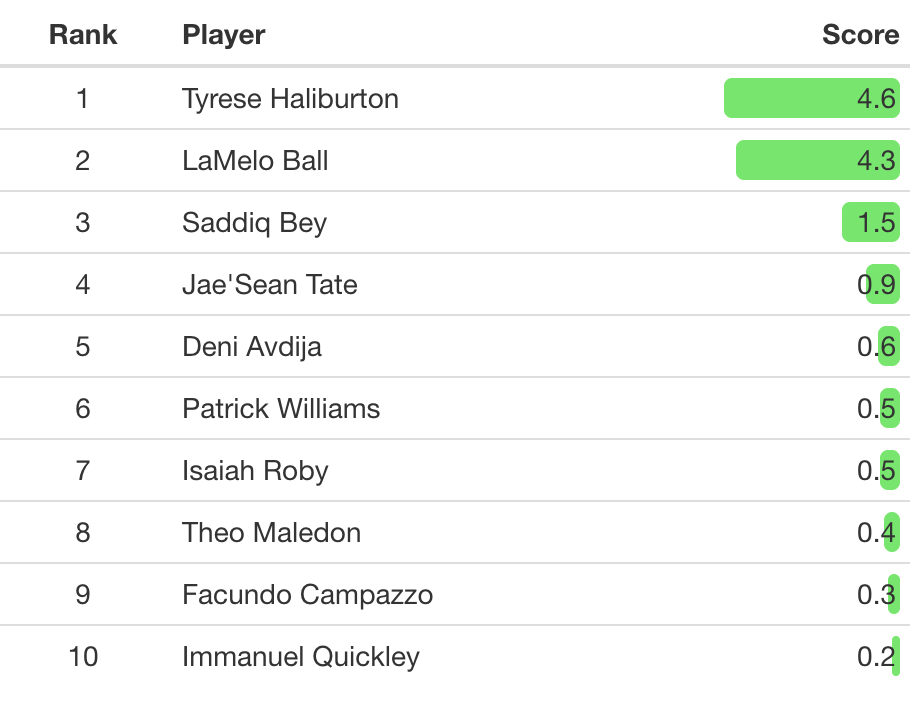 Rank Player Score
1 Tyrese Haliburton 4.6
2 LaMelo Ball 4.3
3 Saddiq Bey 1.5
4 Jae'Sean Tate 0.9
5 Deni Avdija 0.6
6 Patrick Williams 0.5
7 Isaiah Roby 0.5
8 Theo Maledon 0.4
9 Facundo Campazzo 0.3
10 Immanuel Quickley 0.2